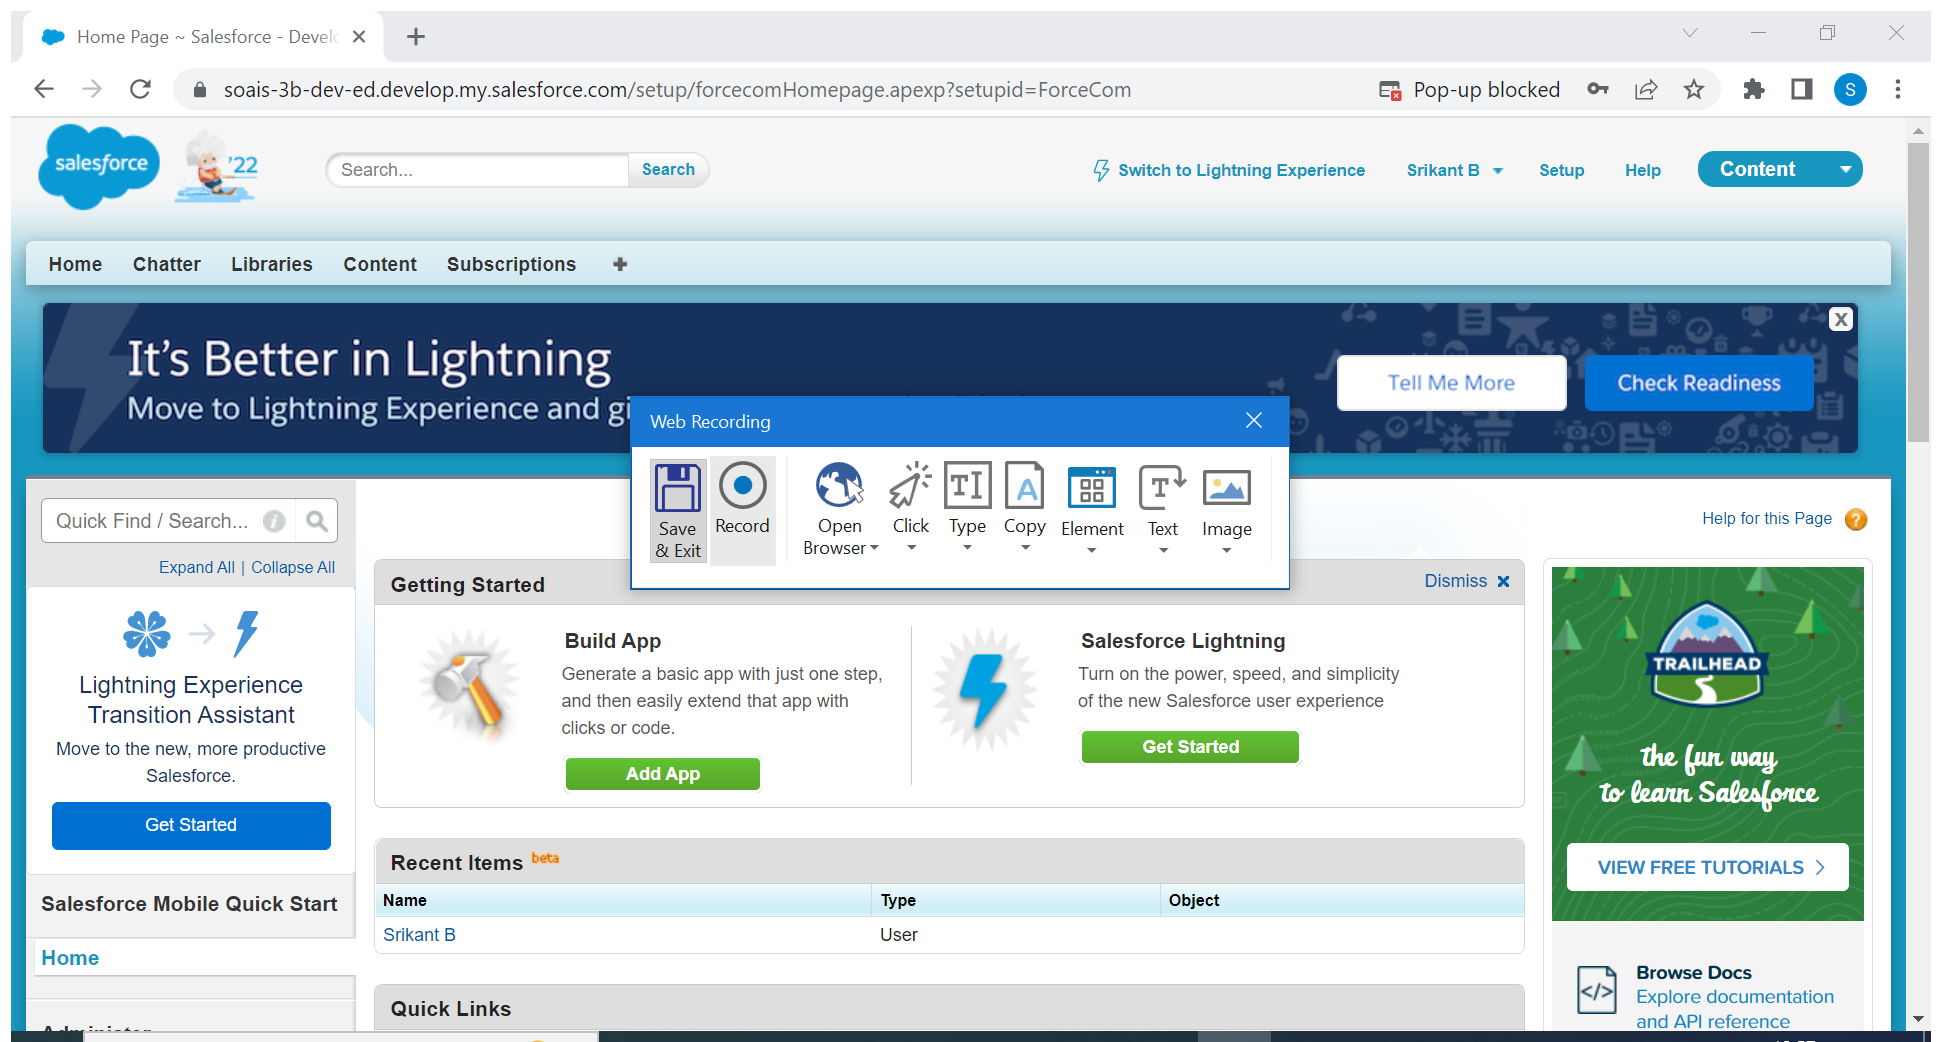 Home Page ~ Salesforce - Develo
soais-3b-dev-ed.develop.my.salesforce.com/setup/forcecomHomepage.apexp?setupid=ForceCom
Pop-up blocked
S
salesforce
'22
Search...
Search
Switch to Lightning Experience
Srikant B
Setup
Help
Content
Home
Chatter
Libraries
Content
Subscriptions
It's Better in Lightning
Move to Lightning Experience and gi
Tell Me More
Check Readiness
X
Web Recording
Save & Exit
Record
Open Browser
Click
Type
Copy
Element
Text
Image
Quick Find / Search...
Expand All | Collapse All
Lightning Experience
Transition Assistant
Move to the new, more productive
Salesforce.
Get Started
Salesforce Mobile Quick Start
Home
Help for this Page
Getting Started
Dismiss
Build App
Generate a basic app with just one step,
and then easily extend that app with
clicks or code.
Add App
Salesforce Lightning
Turn on the power, speed, and simplicity
of the new Salesforce user experience
Get Started
Recent Items beta
Name
Type
Object
Srikant B
User
Quick Links
TRAILHEAD
the fun way
to learn Salesforce
VIEW FREE TUTORIALS
Browse Docs
Explore documentation
and API reference